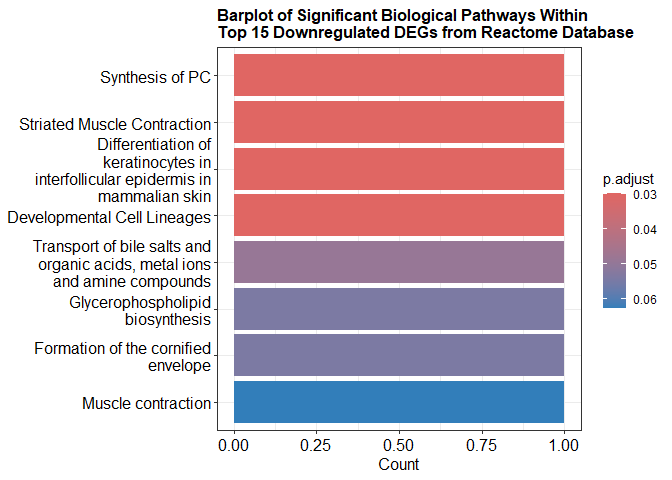 Barplot of Significant Biological Pathways Within
Top 15 Downregulated DEGs from Reactome Database
Synthesis of PC
Striated Muscle Contraction
Differentiation of
keratinocytes in
interfollicular epidermis in
mammalian skin
Developmental Cell Lineages
Transport of bile salts and
organic acids, metal ions
and amine compounds
Glycerophospholipid
biosynthesis
Formation of the cornified
envelope
Muscle contraction
0.00 0.25 0.50 0.75 1.00
Count
p.adjust
0.03
0.04
0.05
0.06